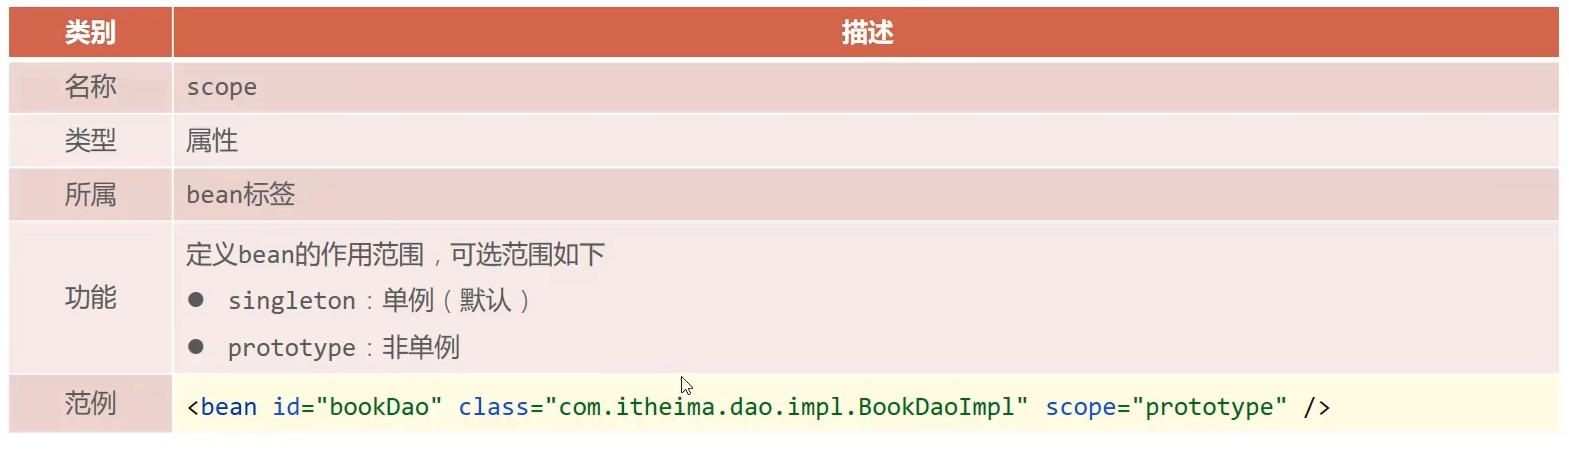 类别 描述
名称 scope
类型 属性
所属 bean标签
功能 定义bean的作用范围，可选范围如下
● singleton：单例（默认）
● prototype：非单例
范例 <bean id="bookDao" class="com.itheima.dao.impl.BookDaoImpl" scope="prototype" />